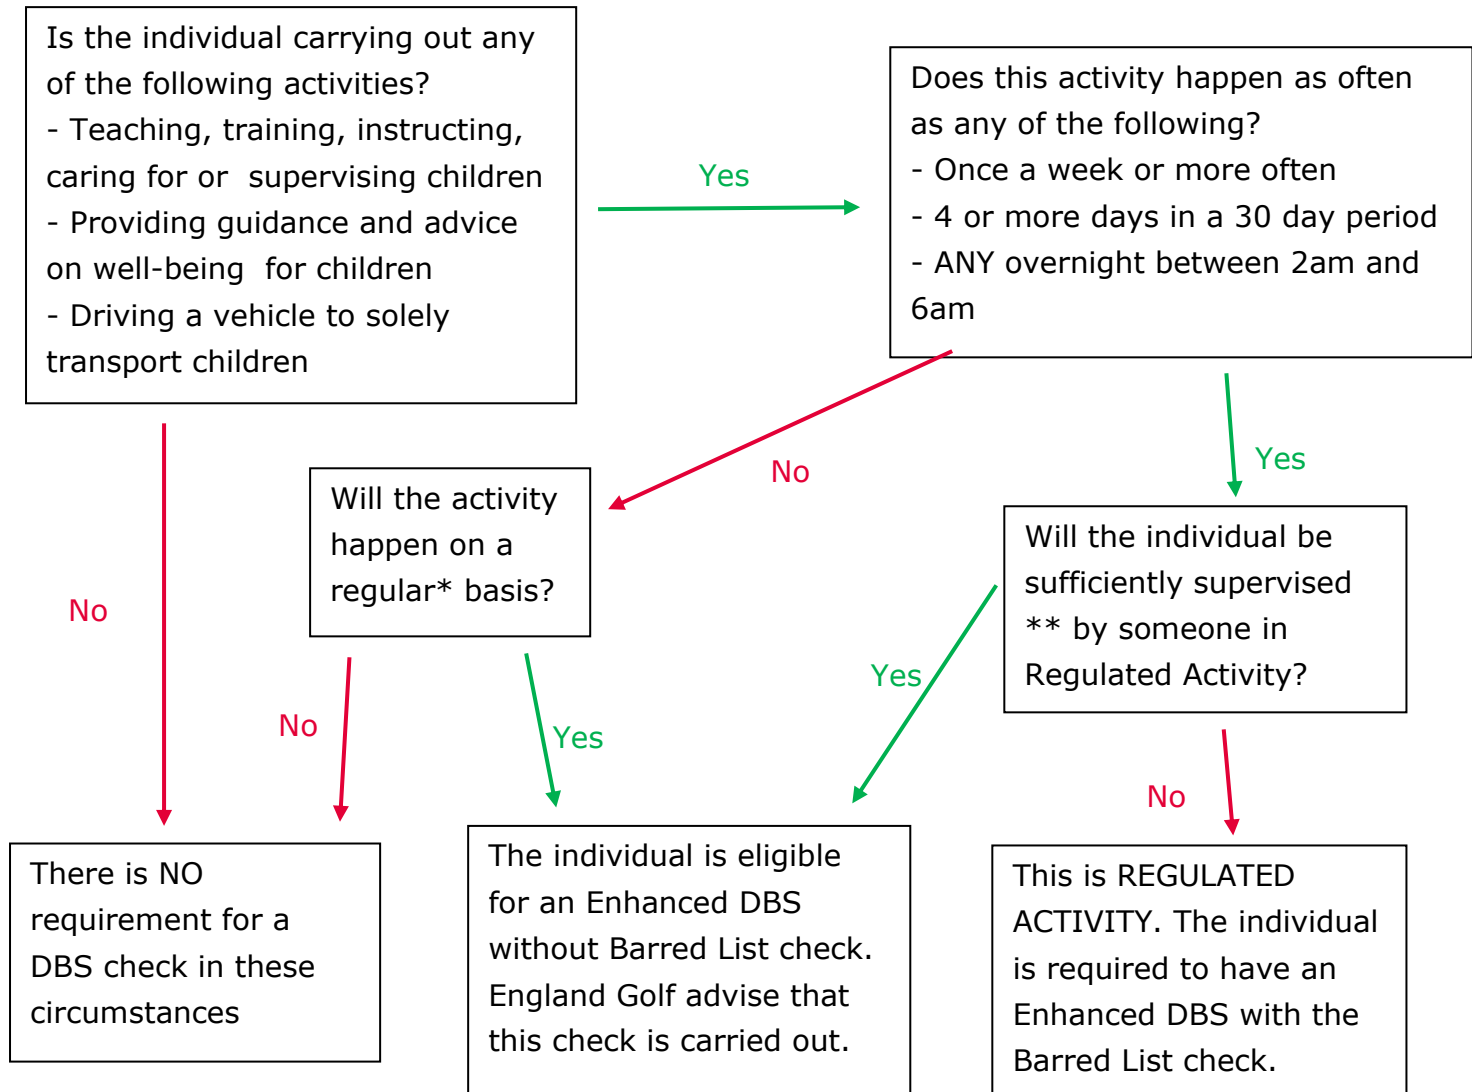 Is the individual carrying out any
of the following activities?
- Teaching, training, instructing,
caring for or  supervising children
- Providing guidance and advice
on well-being  for children
- Driving a vehicle to solely
transport children
Yes
Does this activity happen as often
as any of the following?
- Once a week or more often
- 4 or more days in a 30 day period
- ANY overnight between 2am and
6am
No
Yes
Will the activity
happen on a
regular* basis?
Will the individual be
sufficiently supervised
** by someone in
Regulated Activity?
No
No
Yes
Yes
No
There is NO
requirement for a
DBS check in these
circumstances
The individual is eligible
for an Enhanced DBS
without Barred List check.
England Golf advise that
this check is carried out.
This is REGULATED
ACTIVITY. The individual
is required to have an
Enhanced DBS with the
Barred List check.